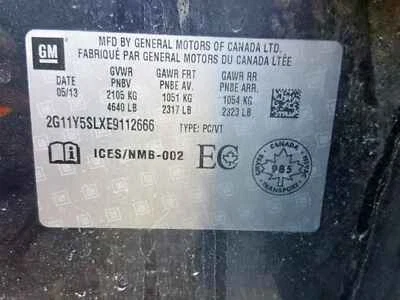 GM
MFD BY GENERAL MOTORS OF CANADA LTD.
FABRIQUÉ PAR GENERAL MOTORS DU CANADA LTÉE
DATE GVWR GAWR FRT GAWR RR
PNBV PNBE AV. PNBE ARR.
05/13 2105 KG 1051 KG 1054 KG
4640 LB 2317 LB 2323 LB
2G11Y5SLXE9112666 TYPE: PC/VT
ICES/NMB-002 EC
CANADA
985
TRANSPORT